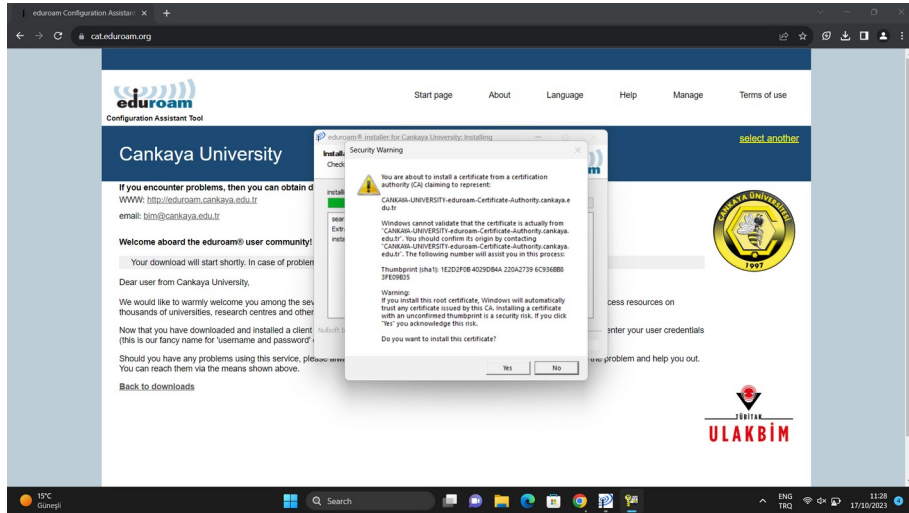 eduroam Configuration Assistant
cat.eduroam.org
eduroam
Configuration Assistant Tool
Start page About Language Help Manage Terms of use
select another
Cankaya University
If you encounter problems, then you can obtain d
WWW: http://eduroam.cankaya.edu.tr
email: bim@cankaya.edu.tr
Welcome aboard the eduroam® user community!
Your download will start shortly. In case of problem
Dear user from Cankaya University,
We would like to warmly welcome you among the sev
cess resources on
thousands of universities, research centres and other
Now that you have downloaded and installed a client
enter your user credentials
(this is our fancy name for 'username and password'
Should you have any problems using this service, please
the problem and help you out.
You can reach them via the means shown above.
Back to downloads
eduroam® installer for Cankaya University: Installing
Install
Check
m
install
sear
Extr
insta
Nullsoft
Security Warning
You are about to install a certificate from a certification
authority (CA) claiming to represent:
CANKAYA-UNIVERSITY-eduroam-Certificate-Authority.cankaya.e
du.tr
Windows cannot validate that the certificate is actually from
"CANKAYA-UNIVERSITY-eduroam-Certificate-Authority.cankaya.
edu.tr". You should confirm its origin by contacting
"CANKAYA-UNIVERSITY-eduroam-Certificate-Authority.cankaya.
edu.tr". The following number will assist you in this process:
Thumbprint (sha1): 1E2D2F0B 4029DB4A 220A2739 6C936BB8
3FE09B35
Warning:
If you install this root certificate, Windows will automatically
trust any certificate issued by this CA. Installing a certificate
with an unconfirmed thumbprint is a security risk. If you click
"Yes" you acknowledge this risk.
Do you want to install this certificate?
Yes No
ÇANKAYA ÜNİVERSİTESİ
1997
TÜBİTAK
ULAKBİM
15°C
Güneşli
Search
ENG
TRQ
11:28
17/10/2023